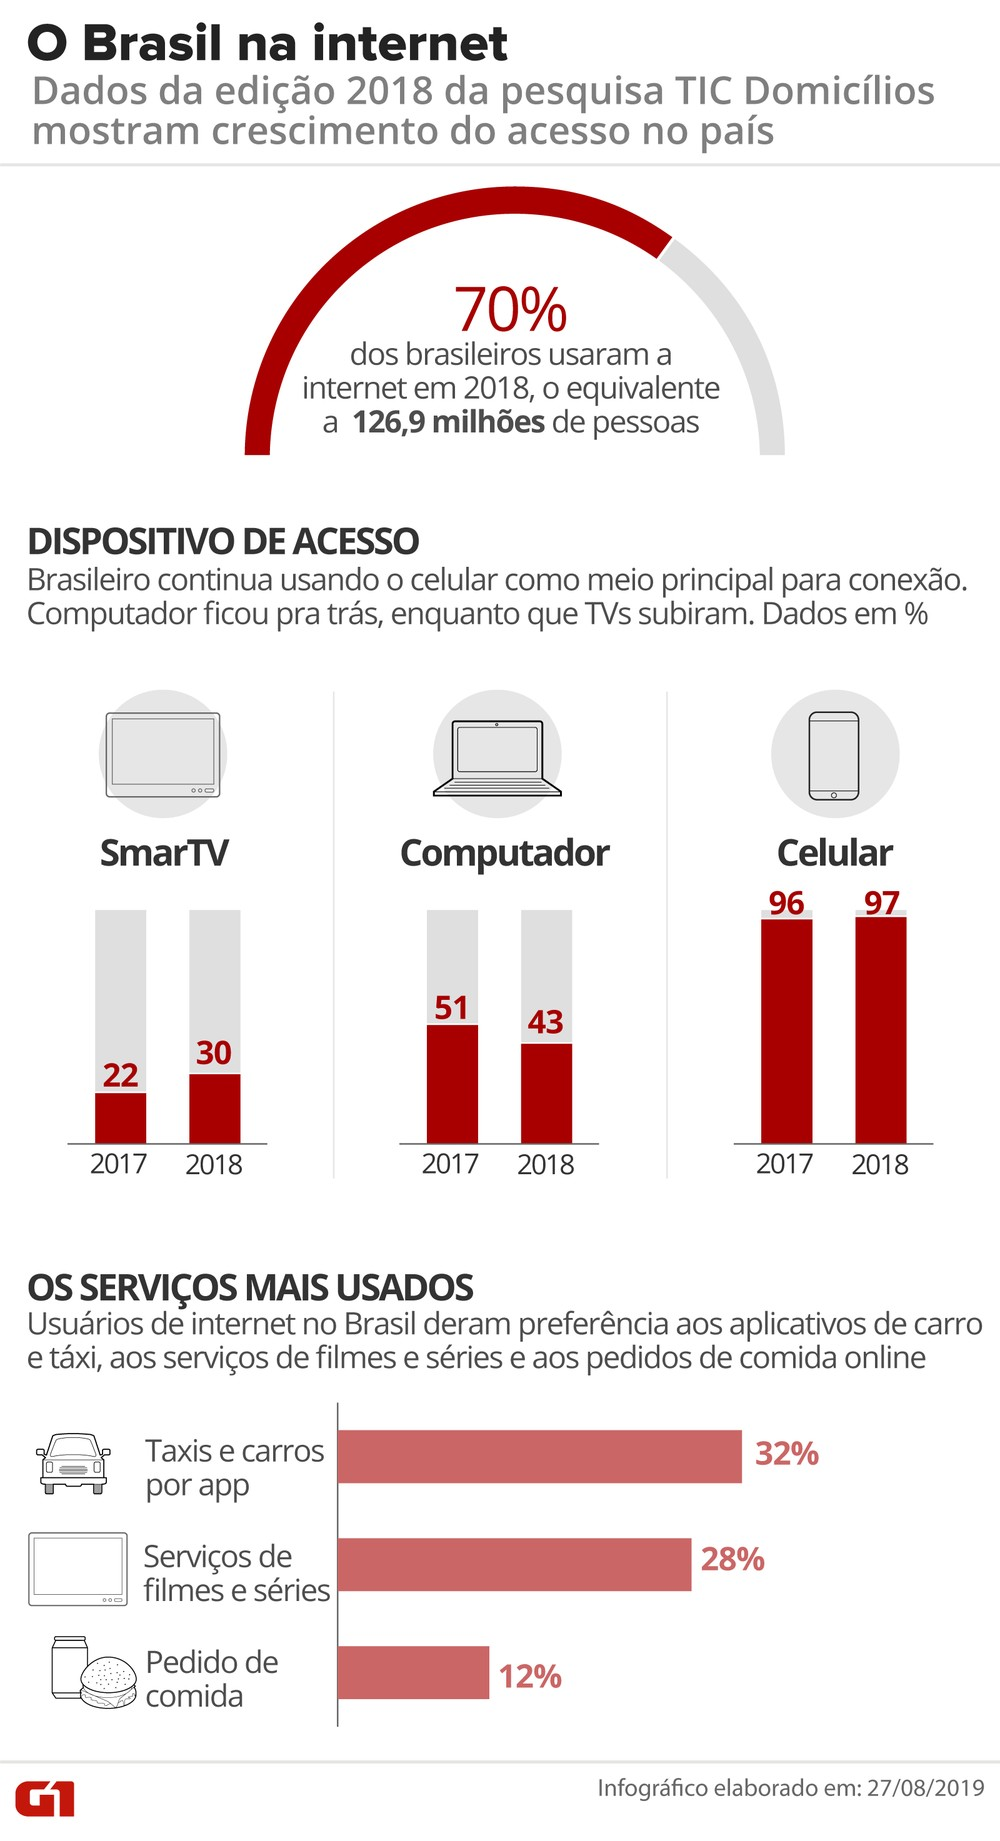 O Brasil na internet
Dados da edição 2018 da pesquisa TIC Domicílios
mostram crescimento do acesso no país
70%
dos brasileiros usaram a
internet em 2018, o equivalente
a 126,9 milhões de pessoas
DISPOSITIVO DE ACESSO
Brasileiro continua usando o celular como meio principal para conexão.
Computador ficou pra trás, enquanto que TVs subiram. Dados em %
SmarTV
22
30
2017
2018
Computador
51
43
2017
2018
Celular
96
97
2017
2018
OS SERVIÇOS MAIS USADOS
Usuários de internet no Brasil deram preferência aos aplicativos de carro
e táxi, aos serviços de filmes e séries e aos pedidos de comida online
Taxis e carros
por app
32%
Serviços de
filmes e séries
28%
Pedido de
comida
12%
G1
Infográfico elaborado em: 27/08/2019